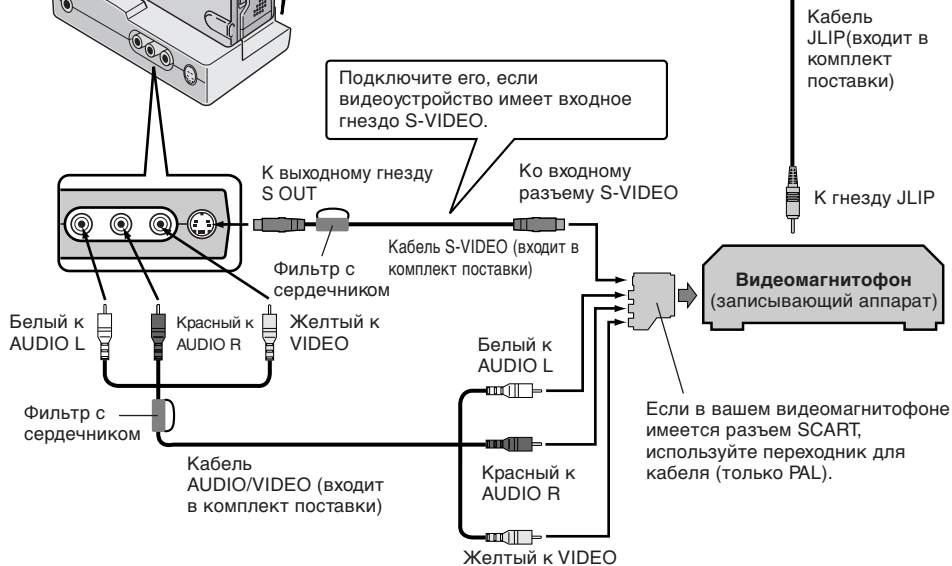 Кабель
JLIP(входит в
комплект
поставки)
Подключите его, если
видеоустройство имеет входное
гнездо S-VIDEO.
К выходному гнезду
S OUT
Ко входному
разъему S-VIDEO
К гнезду JLIP
Кабель S-VIDEO (входит в
комплект поставки)
Фильтр с
сердечником
Видеомагнитофон
(записывающий аппарат)
Белый к
AUDIO L
Красный к
AUDIO R
Желтый к
VIDEO
Белый к
AUDIO L
Фильтр с
сердечником
Если в вашем видеомагнитофоне
имеется разъем SCART,
используйте переходник для
кабеля (только PAL).
Кабель
AUDIO/VIDEO (входит
в комплект поставки)
Красный к
AUDIO R
Желтый к VIDEO